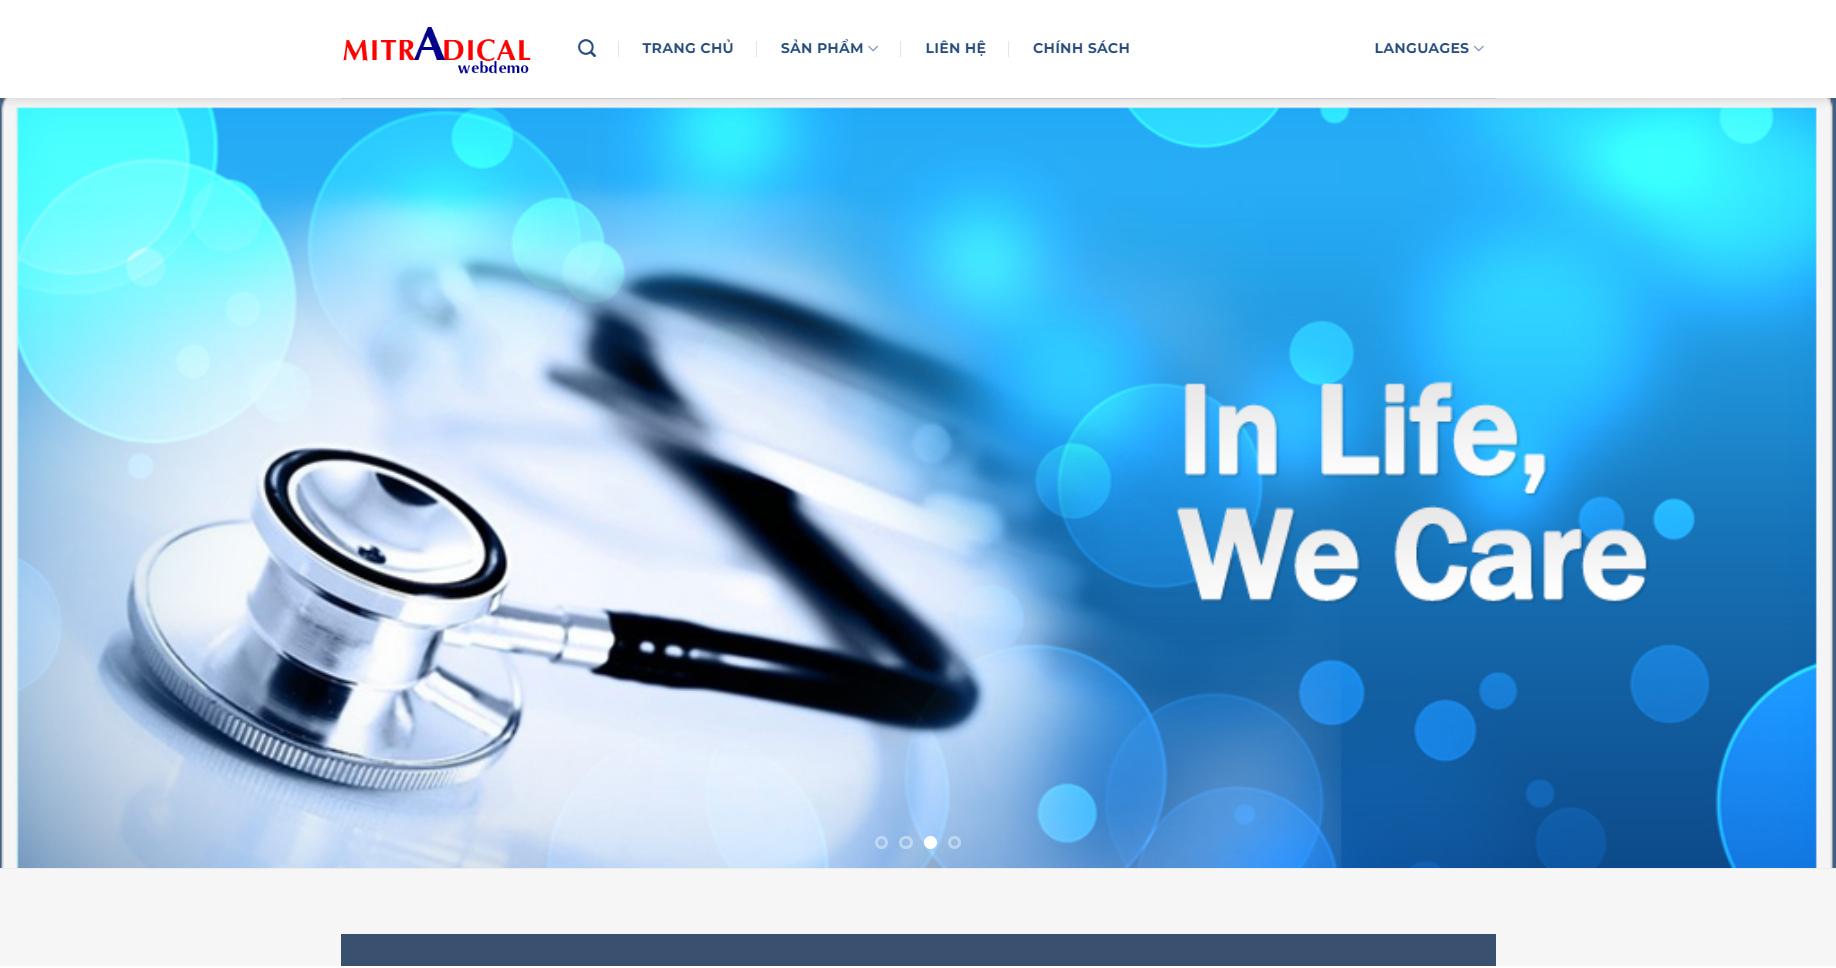 MITRADICAL
webdemo
TRANG CHỦ
SẢN PHẨM
LIÊN HỆ
CHÍNH SÁCH
LANGUAGES
In Life,
We Care